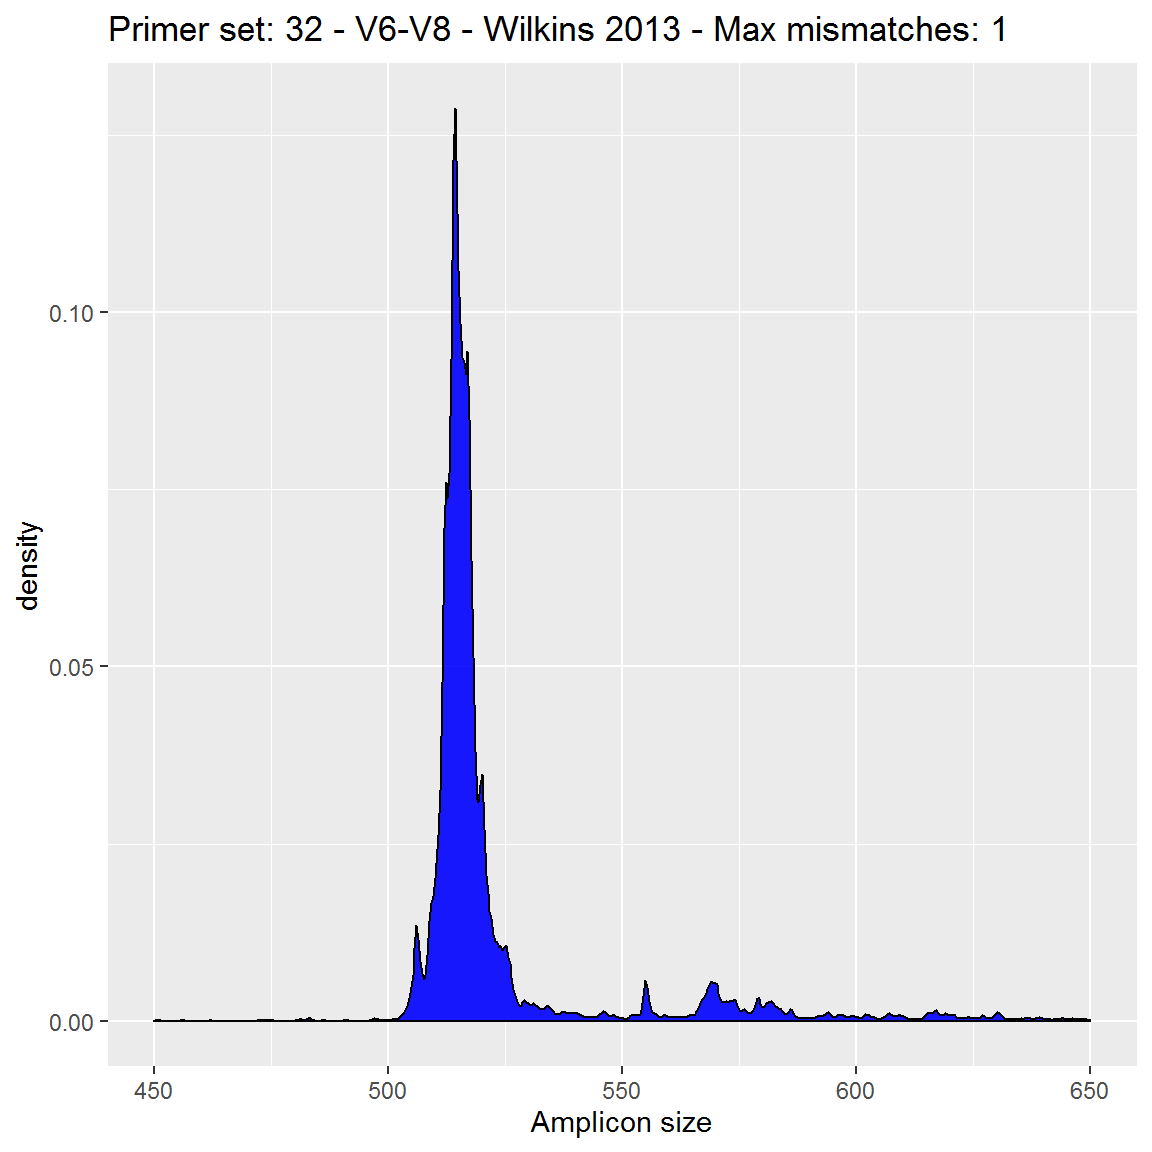 Primer set: 32 - V6-V8 - Wilkins 2013 - Max mismatches: 1
density
0.10
0.05
0.00
450 500 550 600 650
Amplicon size